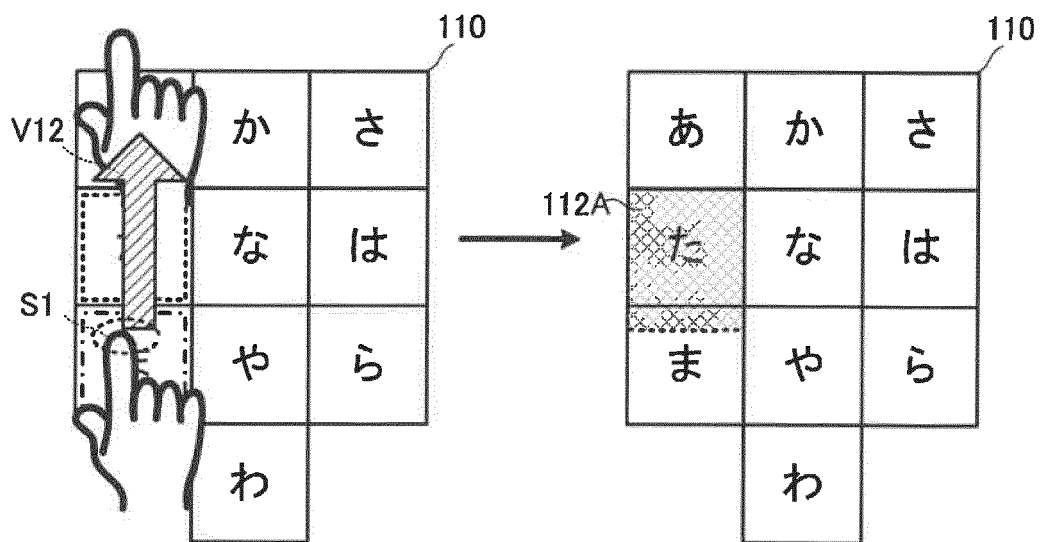 110
V12
か さ
な は
S1
や ら
わ
110
あ か さ
112A
た な は
ま や ら
わ